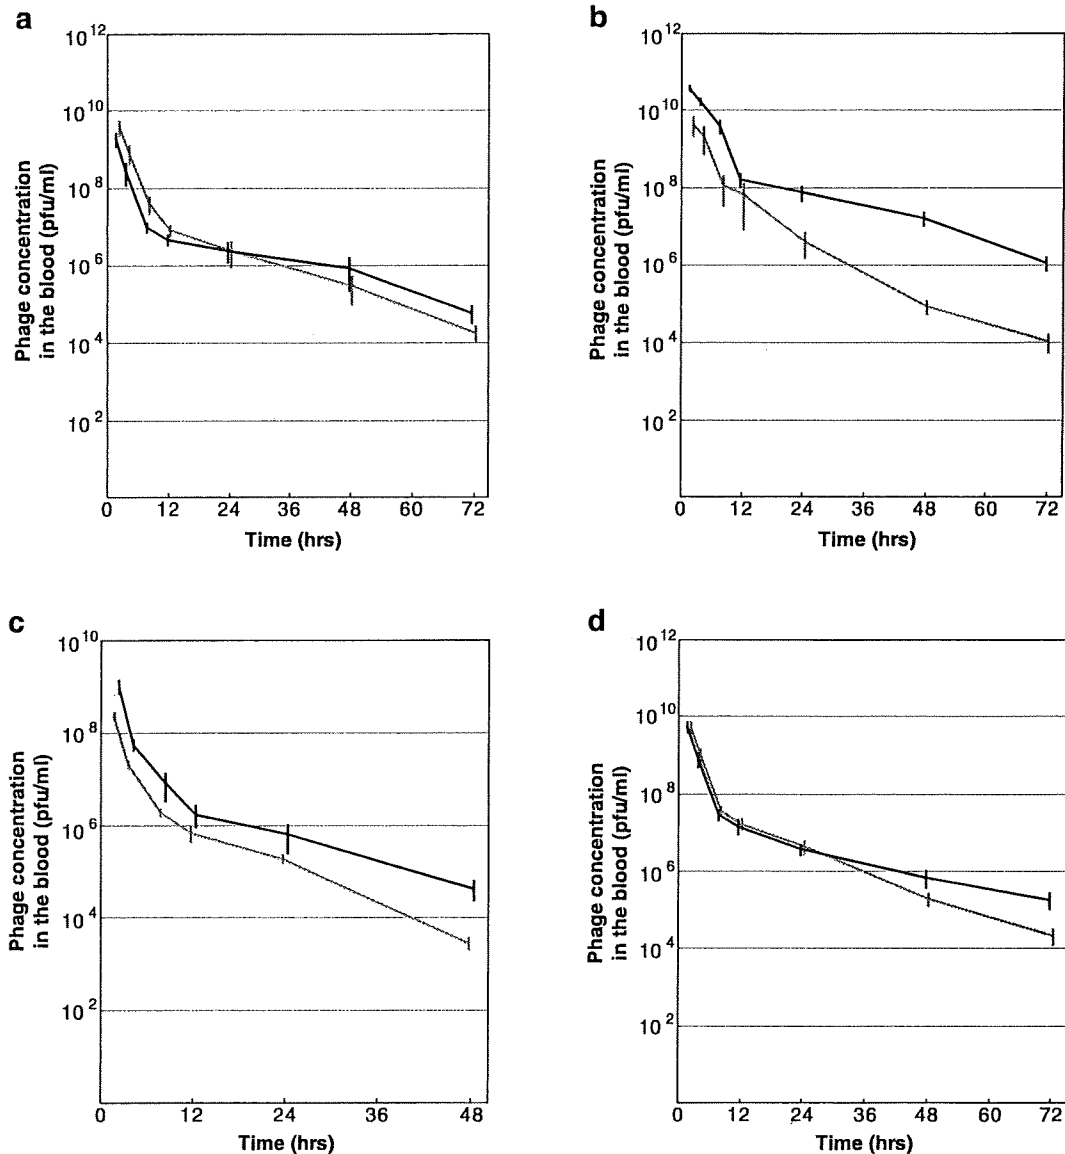 a
10^12
10^10
10^8
10^6
10^4
10^2
Phage concentration
in the blood (pfu/ml)
0 12 24 36 48 60 72
Time (hrs)
b
10^12
10^10
10^8
10^6
10^4
10^2
Phage concentration
in the blood (pfu/ml)
0 12 24 36 48 60 72
Time (hrs)
c
10^10
10^8
10^6
10^4
10^2
Phage concentration
in the blood (pfu/ml)
0 12 24 36 48
Time (hrs)
d
10^12
10^10
10^8
10^6
10^4
10^2
Phage concentration
in the blood (pfu/ml)
0 12 24 36 48 60 72
Time (hrs)